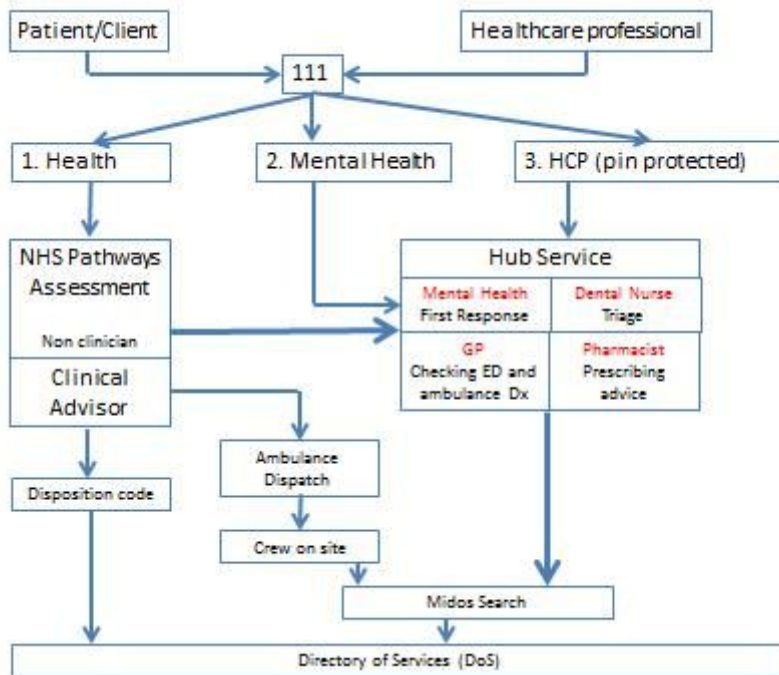 Patient/Client
Healthcare professional
111
1. Health
2. Mental Health
3. HCP (pin protected)
NHS Pathways
Assessment
Non clinician
Clinical
Advisor
Hub Service
Mental Health
First Response
Dental Nurse
Triage
GP
Checking ED and
ambulance Dx
Pharmacist
Prescribing
advice
Ambulance
Dispatch
Disposition code
Crew on site
Midos Search
Directory of Services (DoS)